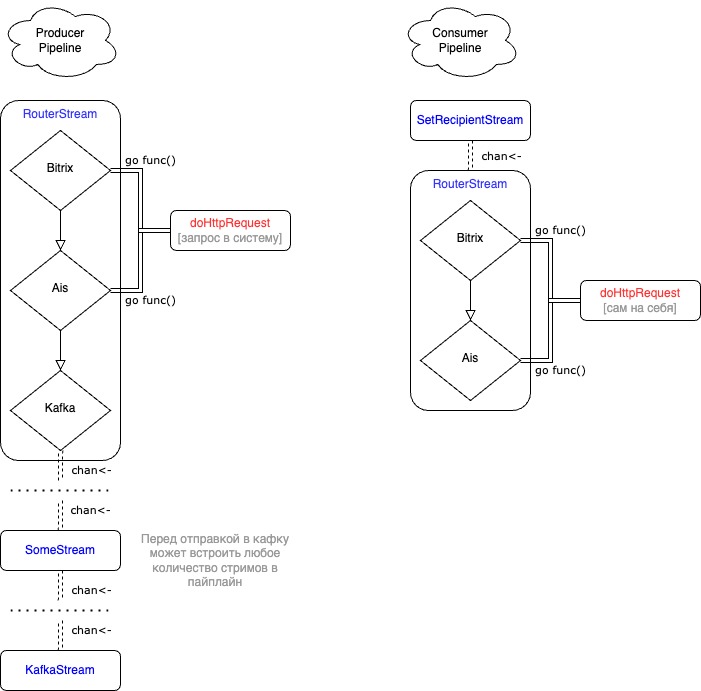 Producer
Pipeline
RouterStream
Bitrix
go func()
doHttpRequest
[запрос в систему]
Ais
go func()
Kafka
chan<-
chan<-
SomeStream
Перед отправкой в кафку
может встроить любое
количество стримов в
пайплайн
chan<-
chan<-
KafkaStream
Consumer
Pipeline
SetRecipientStream
chan<-
RouterStream
Bitrix
go func()
doHttpRequest
[сам на себя]
Ais
go func()